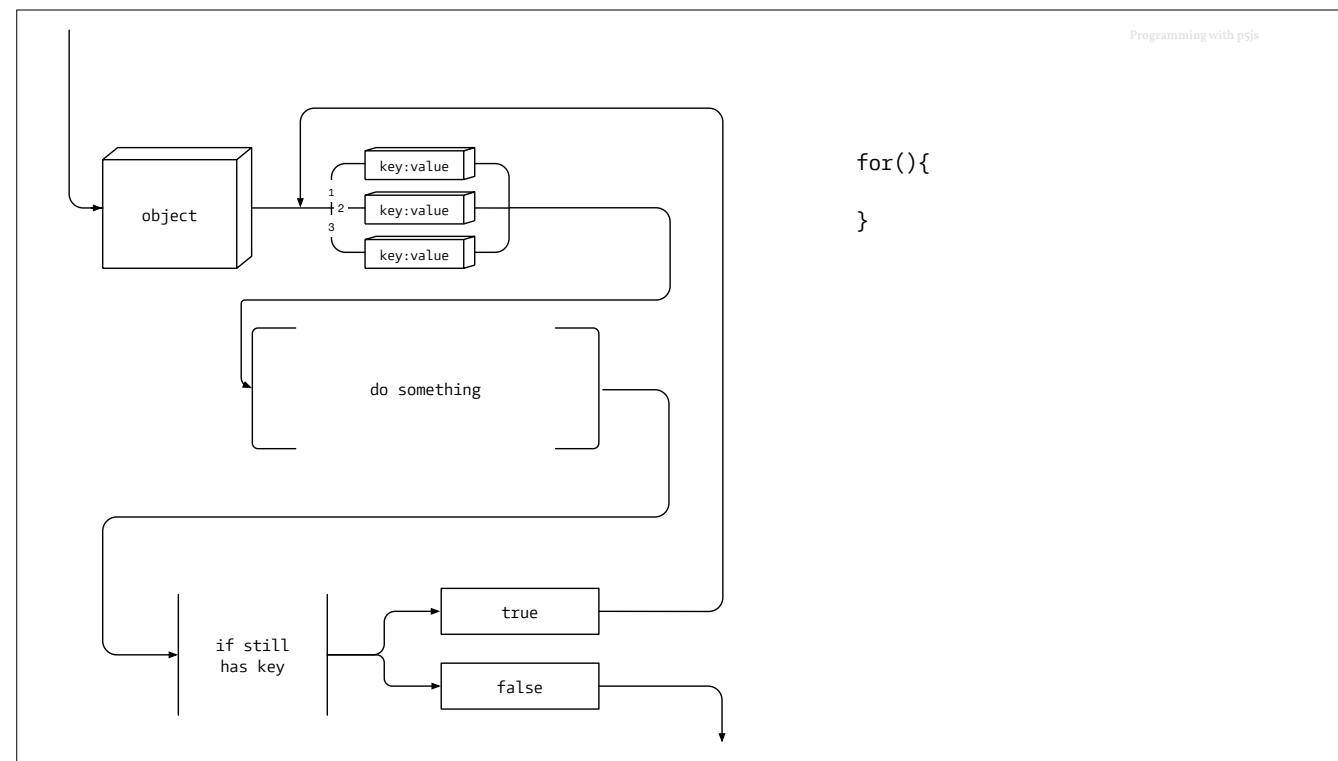 Programming with p5js
for(){
}
object
1
2
3
key:value
key:value
key:value
do something
if still
has key
true
false